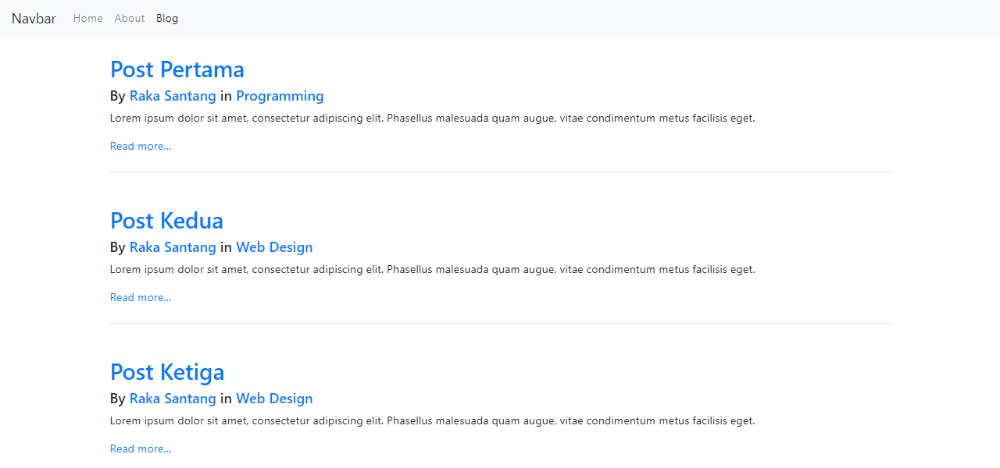 Navbar Home About Blog
Post Pertama
By Raka Santang in Programming
Lorem ipsum dolor sit amet, consectetur adipiscing elit. Phasellus malesuada quam augue, vitae condimentum metus facilisis eget.
Read more...
Post Kedua
By Raka Santang in Web Design
Lorem ipsum dolor sit amet, consectetur adipiscing elit. Phasellus malesuada quam augue, vitae condimentum metus facilisis eget.
Read more...
Post Ketiga
By Raka Santang in Web Design
Lorem ipsum dolor sit amet, consectetur adipiscing elit. Phasellus malesuada quam augue, vitae condimentum metus facilisis eget.
Read more...